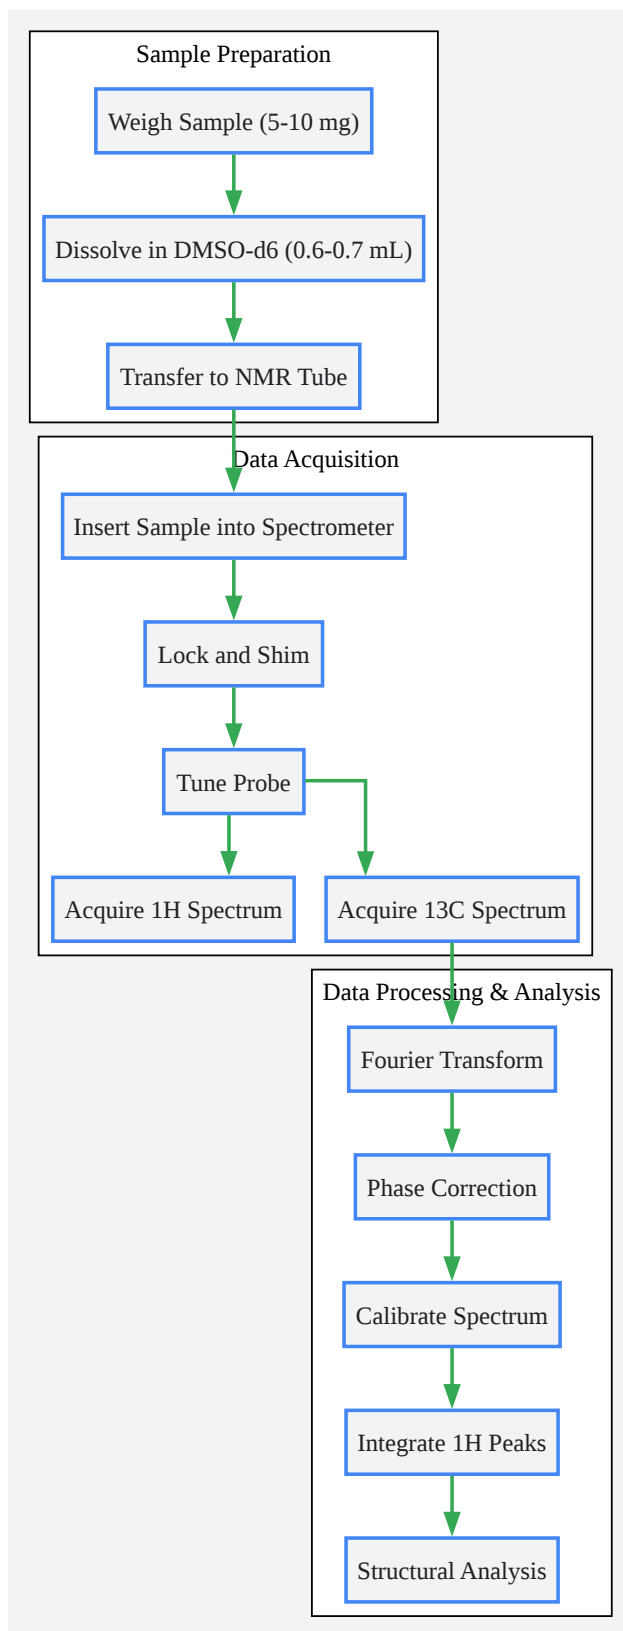 Sample Preparation
Weigh Sample (5-10 mg)
Dissolve in DMSO-d6 (0.6-0.7 mL)
Transfer to NMR Tube
Data Acquisition
Insert Sample into Spectrometer
Lock and Shim
Tune Probe
Acquire 1H Spectrum
Acquire 13C Spectrum
Data Processing & Analysis
Fourier Transform
Phase Correction
Calibrate Spectrum
Integrate 1H Peaks
Structural Analysis